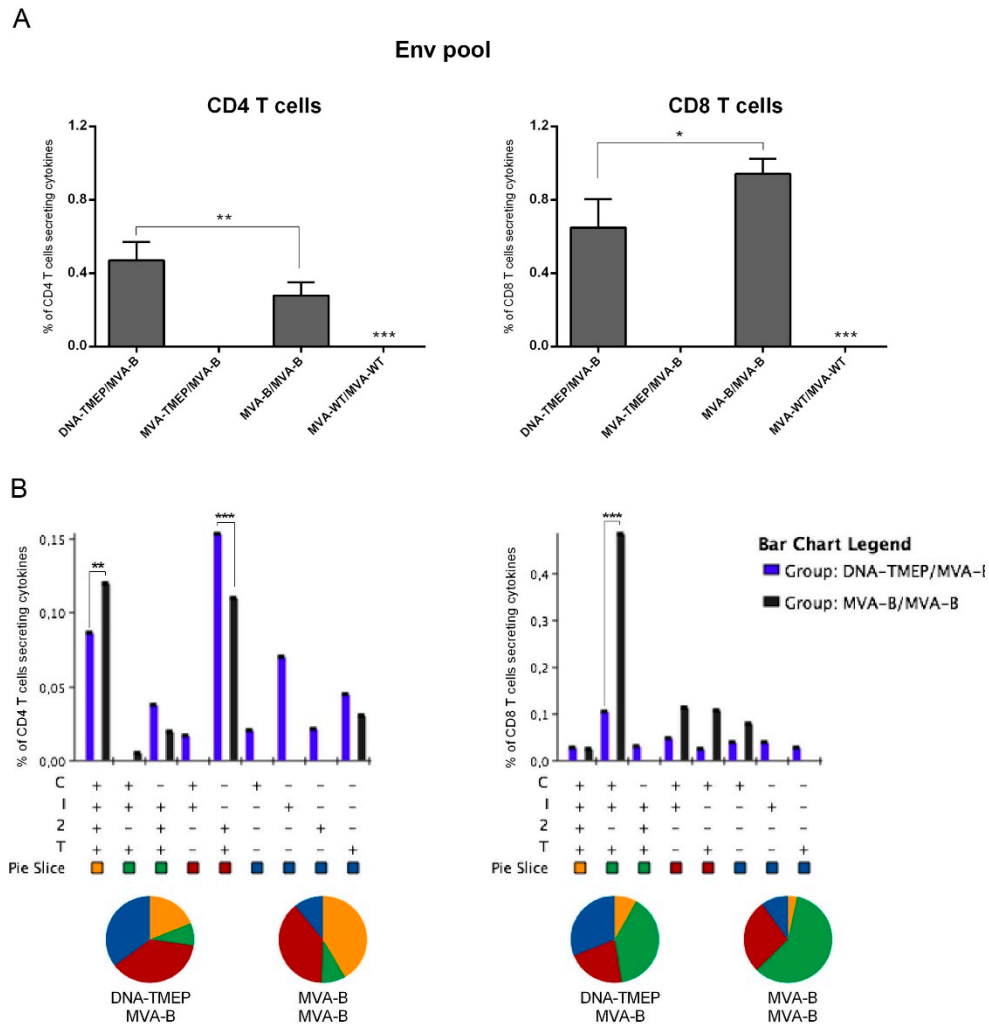 A
Env pool
CD4 T cells
% of CD4 T cells secreting cytokines
1.2
0.8
0.4
0.0
**
***
DNA-TMEP/MVA-B
MVA-TMEP/MVA-B
MVA-B/MVA-B
MVA-WT/MVA-WT
CD8 T cells
% of CD8 T cells secreting cytokines
1.2
0.8
0.4
0.0
*
***
DNA-TMEP/MVA-B
MVA-TMEP/MVA-B
MVA-B/MVA-B
MVA-WT/MVA-WT
B
% of CD4 T cells secreting cytokines
0,15
0,10
0,05
0,00
**
***
C + + − + − + − − −
I + + + + − − + − −
2 + − + − + − − + −
T + + + − + − − − +
Pie Slice
DNA-TMEP
MVA-B
MVA-B
MVA-B
% of CD8 T cells secreting cytokines
0,4
0,3
0,2
0,1
0,0
***
+ + − + + + − −
+ + + + − − + −
+ − + − − − − −
+ + + − + − − +
Bar Chart Legend
Group: DNA-TMEP/MVA-B
Group: MVA-B/MVA-B
DNA-TMEP
MVA-B
MVA-B
MVA-B